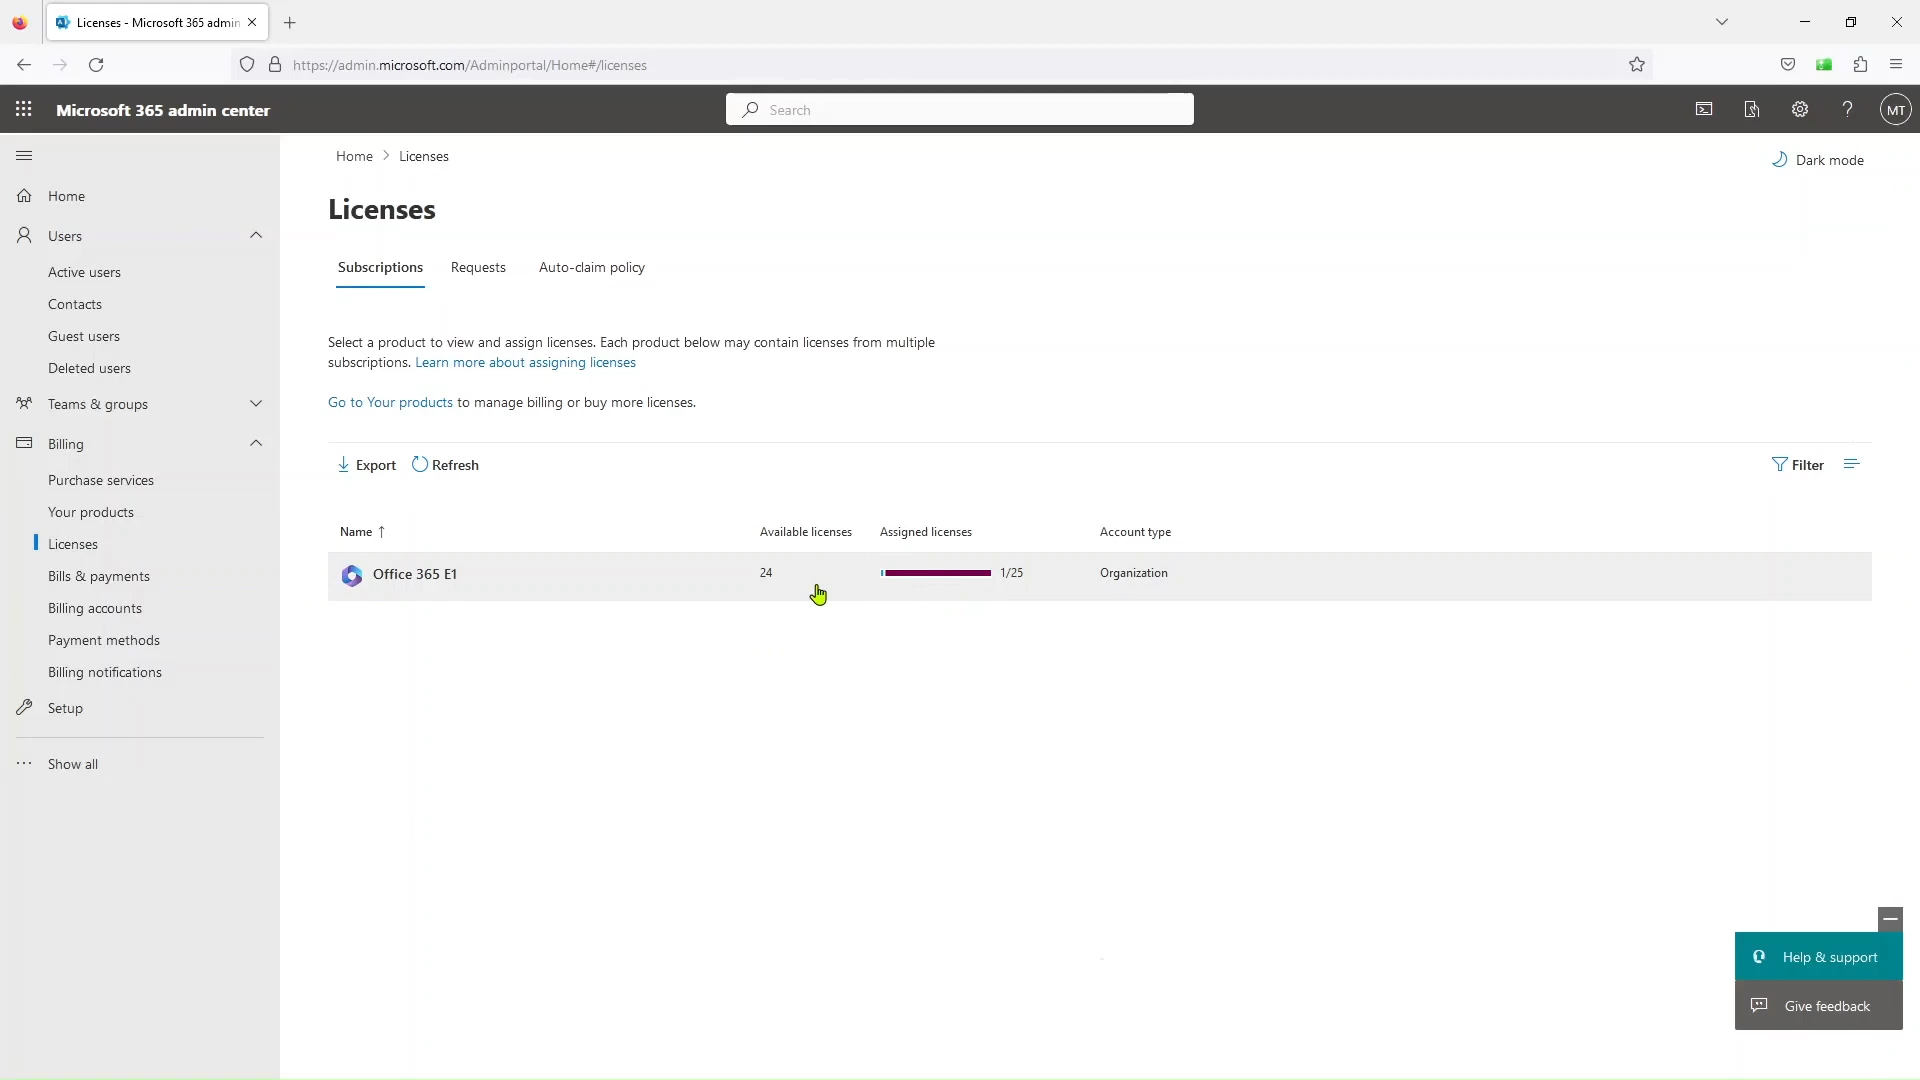 Licenses - Microsoft 365 admin
https://admin.microsoft.com/Adminportal/Home#/licenses
Microsoft 365 admin center
Search
MT
Home
Users
Active users
Contacts
Guest users
Deleted users
Teams & groups
Billing
Purchase services
Your products
Licenses
Bills & payments
Billing accounts
Payment methods
Billing notifications
Setup
Show all
Home > Licenses
Dark mode
Licenses
Subscriptions Requests Auto-claim policy
Select a product to view and assign licenses. Each product below may contain licenses from multiple
subscriptions. Learn more about assigning licenses
Go to Your products to manage billing or buy more licenses.
Export Refresh Filter
Name ↑ Available licenses Assigned licenses Account type
Office 365 E1 24 1/25 Organization
Help & support
Give feedback